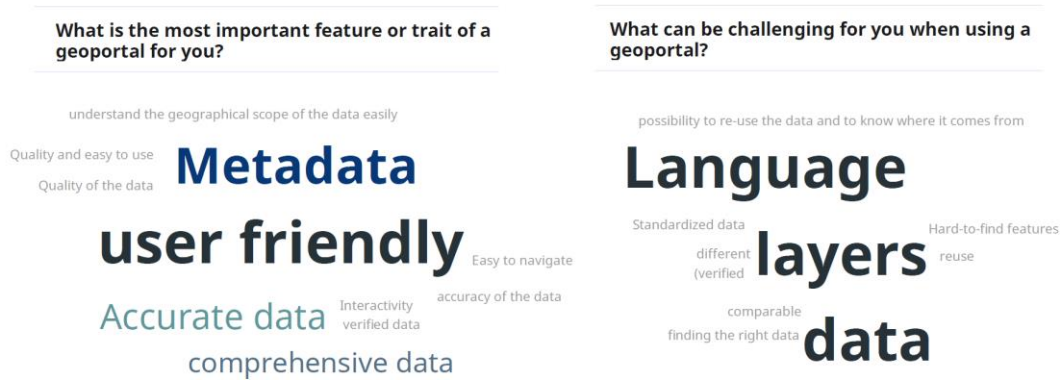 What is the most important feature or trait of a
geoportal for you?
understand the geographical scope of the data easily
Quality and easy to use
Metadata
Quality of the data
user friendly
Easy to navigate
Accurate data
Interactivity
accuracy of the data
verified data
comprehensive data
What can be challenging for you when using a
geoportal?
possibility to re-use the data and to know where it comes from
Language
Standardized data
Hard-to-find features
different
layers
reuse
(verified
comparable
finding the right data
data